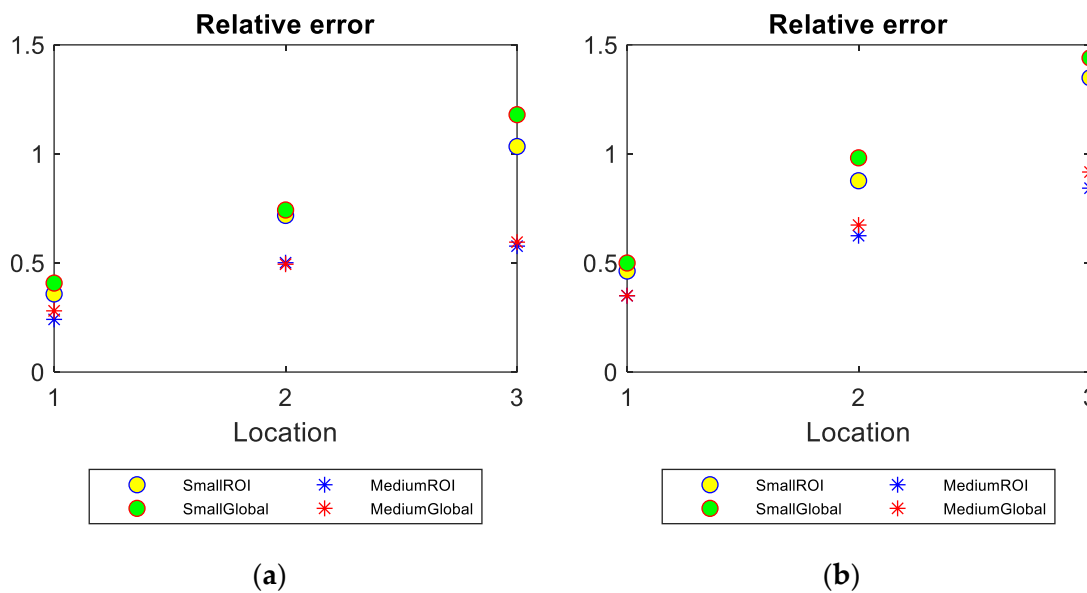 Relative error
1.5
1
0.5
0
1 2 3
Location
SmallROI MediumROI
SmallGlobal MediumGlobal
(a)
Relative error
1.5
1
0.5
0
1 2 3
Location
SmallROI MediumROI
SmallGlobal MediumGlobal
(b)